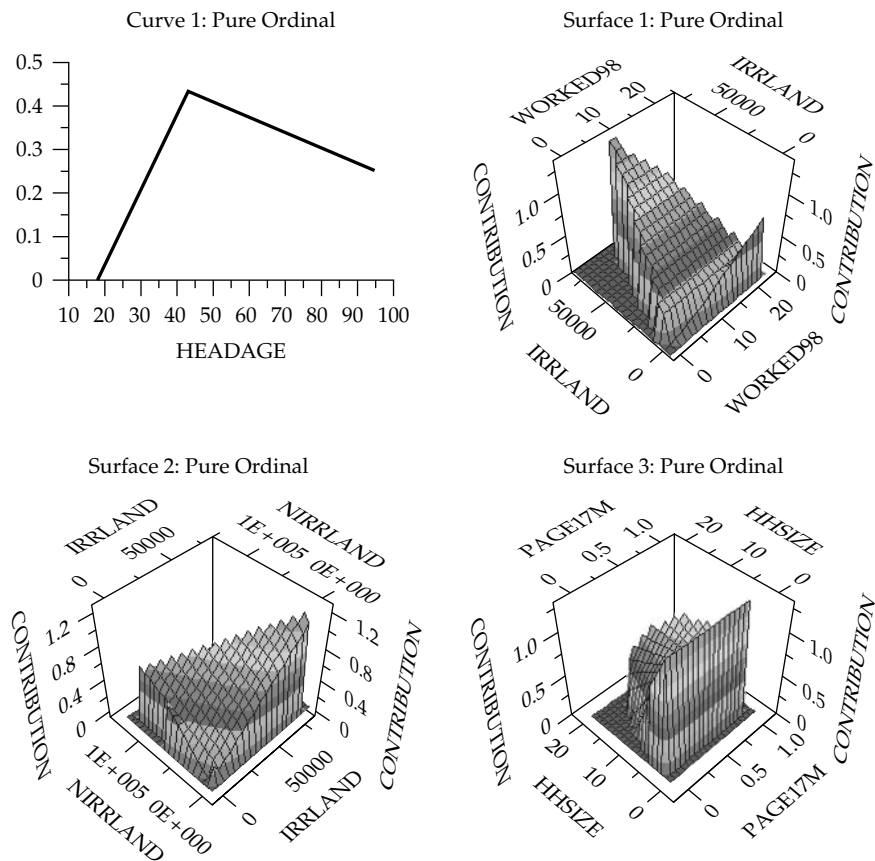 Curve 1: Pure Ordinal
0.5
0.4
0.3
0.2
0.1
0
10 20 30 40 50 60 70 80 90 100
HEADAGE
Surface 1: Pure Ordinal
WORKED98
0 10 20
IRRLAND
50000 0
CONTRIBUTION
1.0
0.5
0
CONTRIBUTION
1.0
0.5
0
50000 0
IRRLAND
0 10 20
WORKED98
Surface 2: Pure Ordinal
IRRLAND
0 50000
NIRRLAND
1E+005 0E+000
CONTRIBUTION
1.2
0.8
0.4
0
CONTRIBUTION
1.2
0.8
0.4
0
1E+005 0E+000
NIRRLAND
0 50000
IRRLAND
Surface 3: Pure Ordinal
PAGE17M
0 0.5 1.0
HHSIZE
20 10 0
CONTRIBUTION
1.0
0.5
0
CONTRIBUTION
1.0
0.5
0
20 10 0
HHSIZE
0 0.5 1.0
PAGE17M